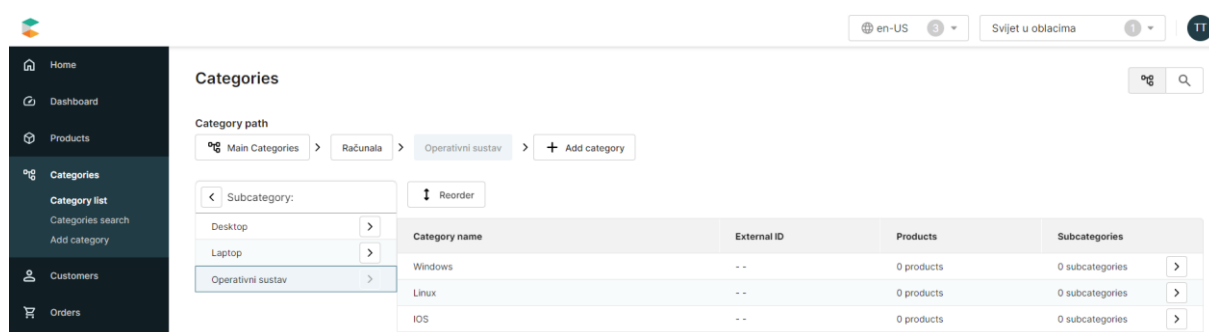 en-US 3 Svijet u oblacima 1 TT
Home
Dashboard
Products
Categories
Category list
Categories search
Add category
Customers
Orders
Categories
Category path
Main Categories > Računala > Operativni sustav > + Add category
Subcategory:
Desktop
Laptop
Operativni sustav
Reorder
Category name External ID Products Subcategories
Windows - - 0 products 0 subcategories
Linux - - 0 products 0 subcategories
IOS - - 0 products 0 subcategories